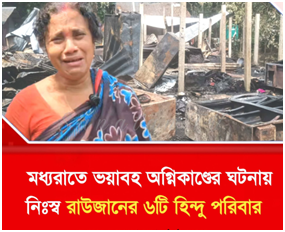 মধ্যরাতে ভয়াবহ অগ্নিকাণ্ডের ঘটনায়
নিঃস্ব রাউজানের ৬টি হিন্দু পরিবার